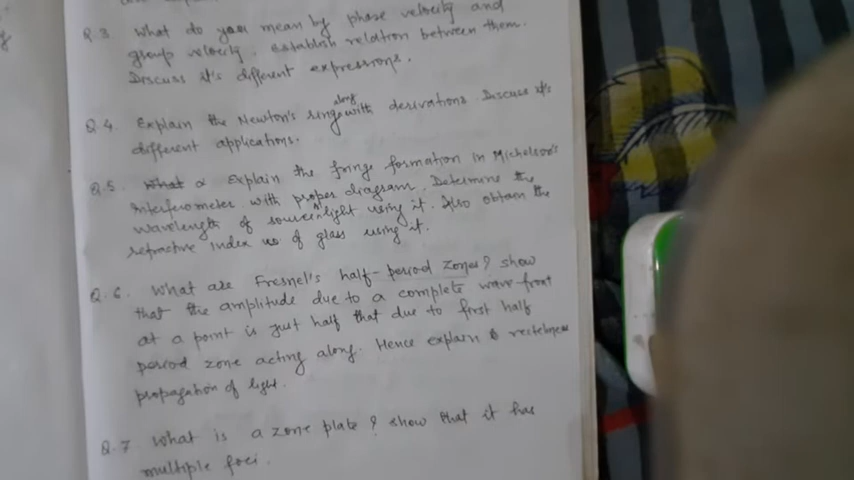 Q.3. What do you mean by phase velocity and
group velocity. Establish relation between them.
Discuss it's different expressions.
Q.4. Explain the Newton's rings along with derivations. Discuss it's
different applications.
Q.5. Explain the fringe formation in Michelson's
interferometer with proper diagram. Determine the
wavelength of light using it. Also obtain the
refractive index of glass using it.
Q.6. What are Fresnel's half-period zones? show
that the amplitude due to a complete wave-front
at a point is just half that due to first half
period zone acting along. Hence explain
propagation of light.
Q.7 What is a zone plate? show that it has
multiple foci.